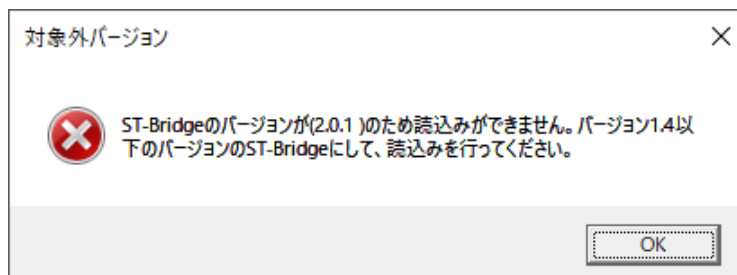 対象外バージョン
ST-Bridgeのバージョンが(2.0.1 )のため読込みができません。バージョン1.4以
下のバージョンのST-Bridgeにして、読込みを行ってください。
OK